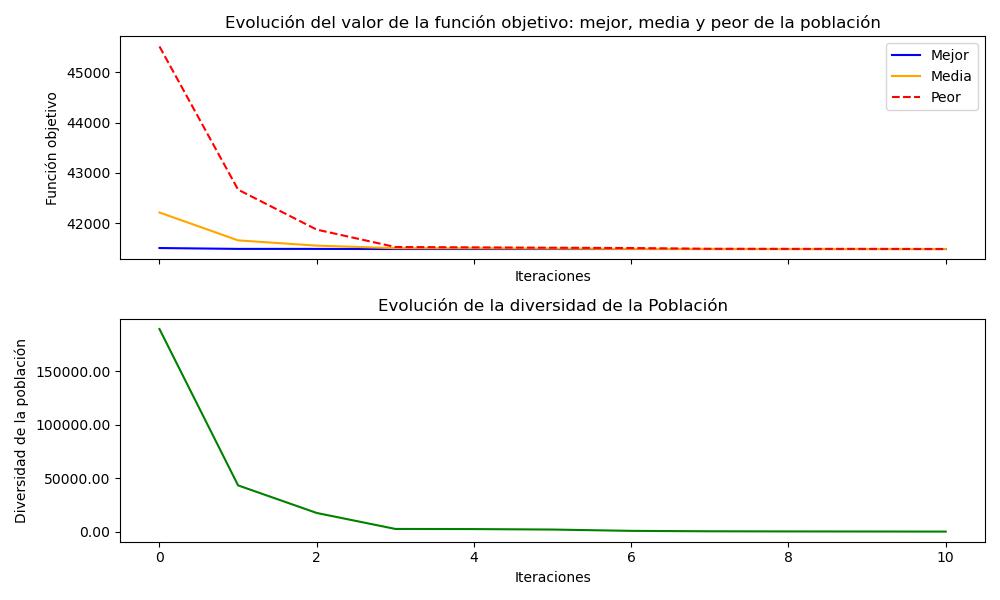 Evolución del valor de la función objetivo: mejor, media y peor de la población
Función objetivo
45000
44000
43000
42000
Mejor
Media
Peor
Iteraciones
Evolución de la diversidad de la Población
Diversidad de la población
150000.00
100000.00
50000.00
0.00
0 2 4 6 8 10
Iteraciones